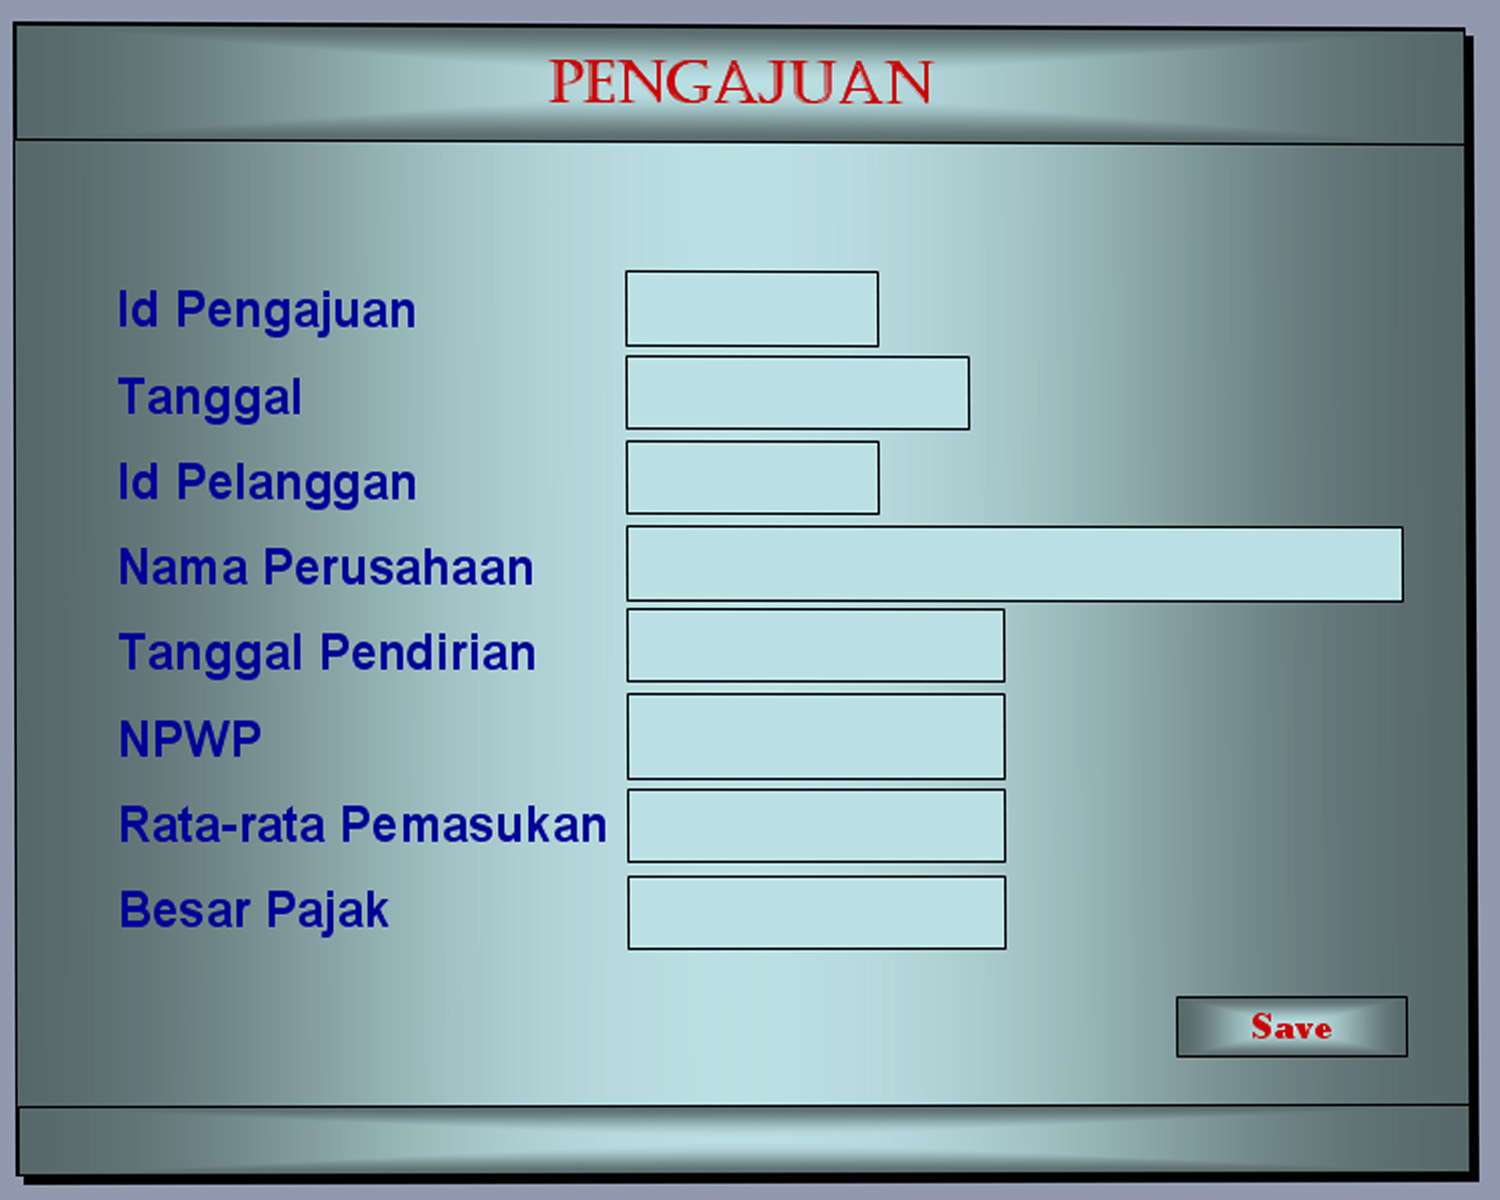 PENGAJUAN
Id Pengajuan
Tanggal
Id Pelanggan
Nama Perusahaan
Tanggal Pendirian
NPWP
Rata-rata Pemasukan
Besar Pajak
Save